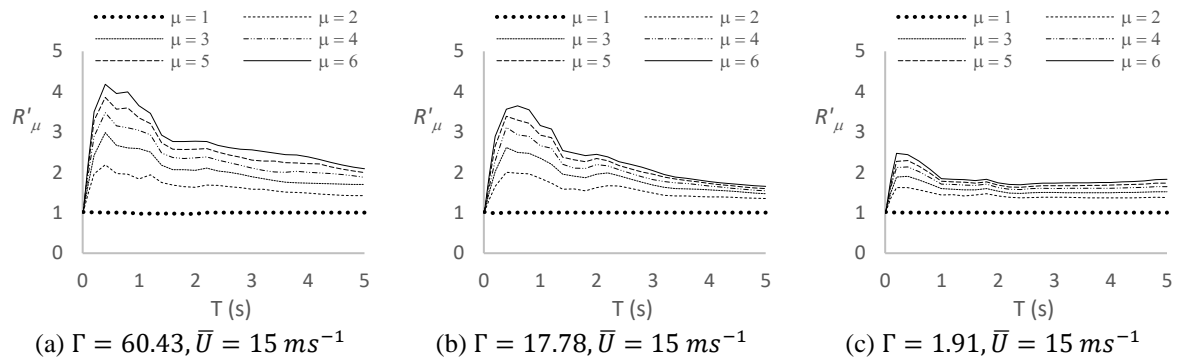 μ = 1 μ = 2
μ = 3 μ = 4
μ = 5 μ = 6
5
4
3
2
1
0
R'μ
0 1 2 3 4 5
T (s)
(a) Γ = 60.43, U̅ = 15 ms⁻¹
μ = 1 μ = 2
μ = 3 μ = 4
μ = 5 μ = 6
5
4
3
2
1
0
R'μ
0 1 2 3 4 5
T (s)
(b) Γ = 17.78, U̅ = 15 ms⁻¹
μ = 1 μ = 2
μ = 3 μ = 4
μ = 5 μ = 6
5
4
3
2
1
0
R'μ
0 1 2 3 4 5
T (s)
(c) Γ = 1.91, U̅ = 15 ms⁻¹